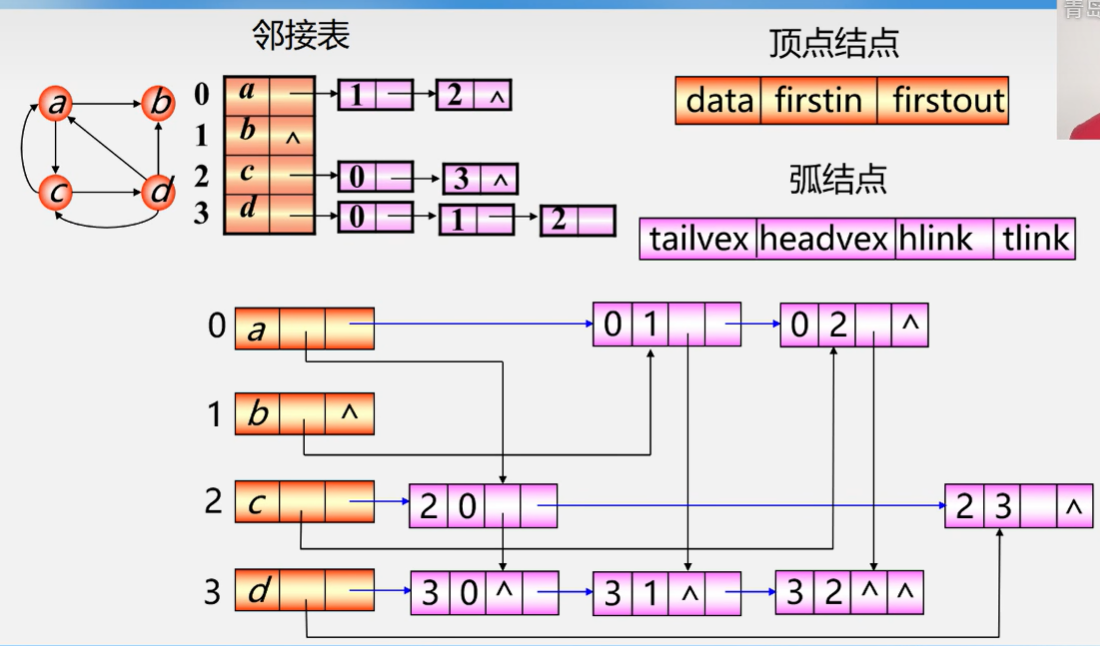 青岛
邻接表
顶点结点
a b
c d
0 a 1 2 ^
1 b ^
2 c 0 3 ^
3 d 0 1 2
data firstin firstout
弧结点
tailvex headvex hlink tlink
0 a 0 1 0 2 ^
1 b ^
2 c 2 0 2 3 ^
3 d 3 0 ^ 3 1 ^ 3 2 ^ ^